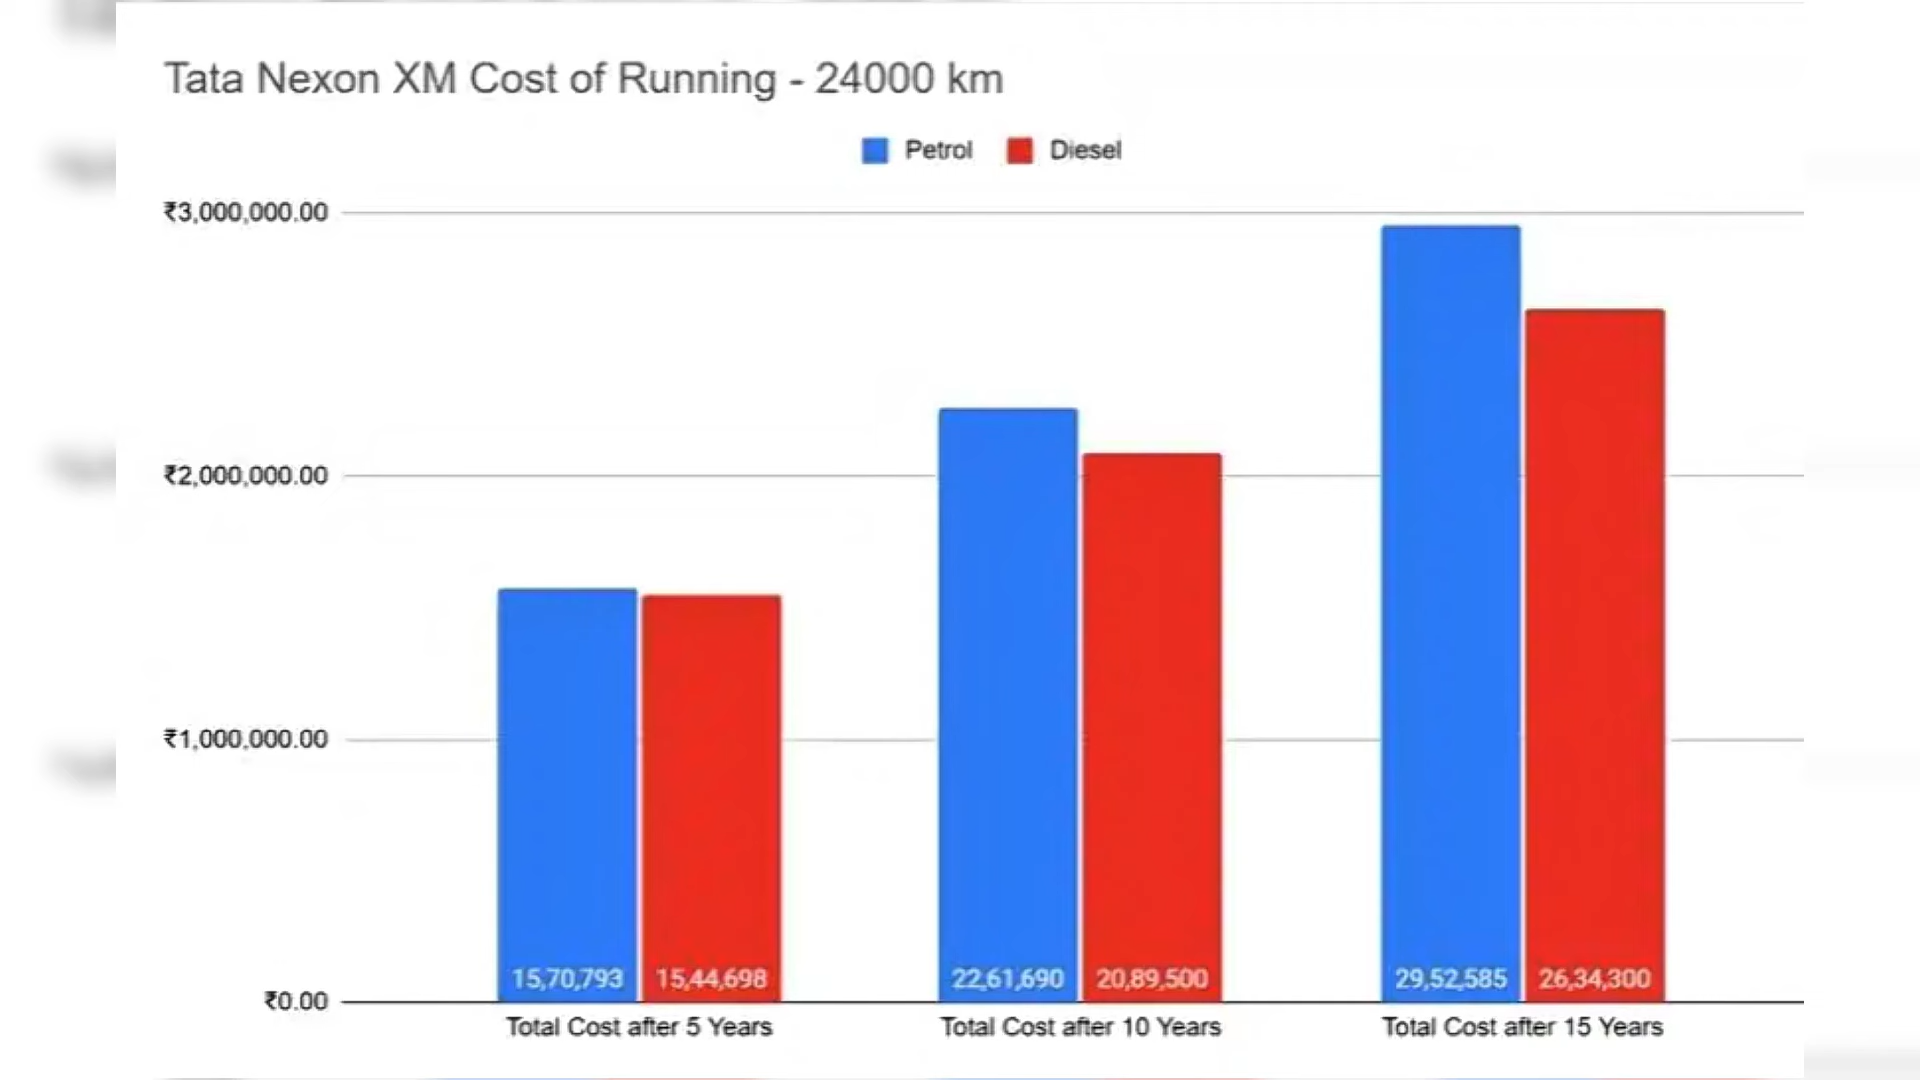 Tata Nexon XM Cost of Running - 24000 km
Petrol Diesel
₹3,000,000.00
₹2,000,000.00
₹1,000,000.00
₹0.00
15,70,793 15,44,698 22,61,690 20,89,500 29,52,585 26,34,300
Total Cost after 5 Years Total Cost after 10 Years Total Cost after 15 Years